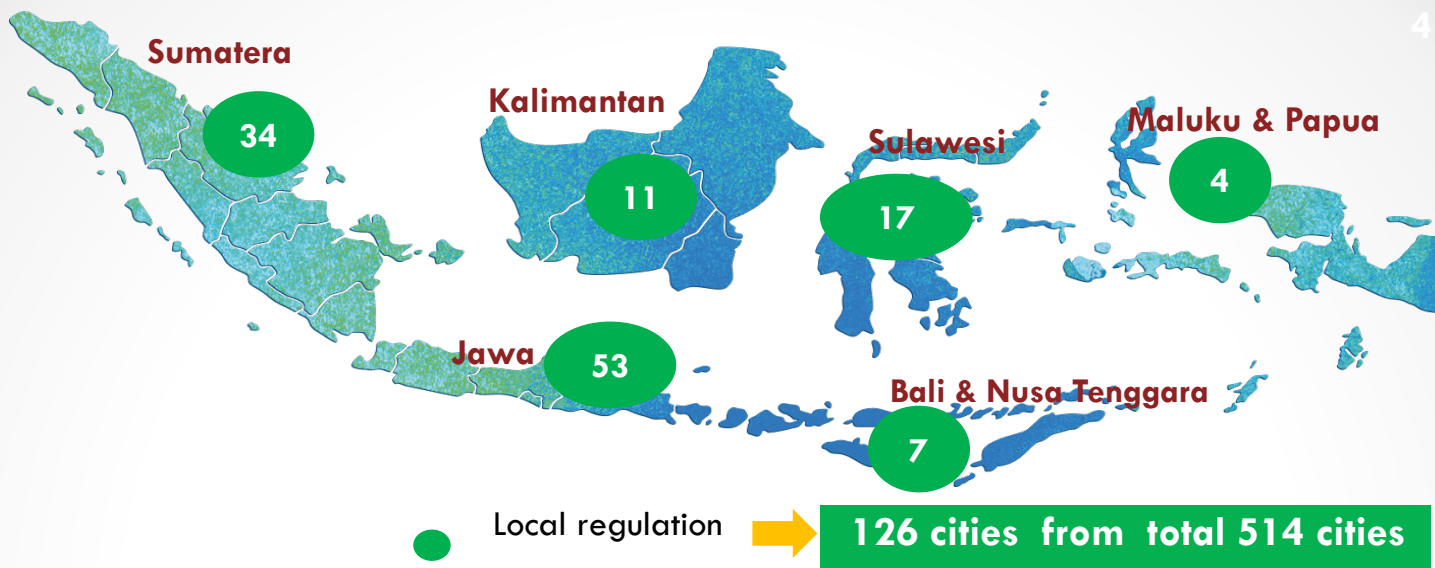 4
Sumatera
34
Kalimantan
11
Sulawesi
17
Maluku & Papua
4
Jawa
53
Bali & Nusa Tenggara
7
Local regulation
126 cities from total 514 cities